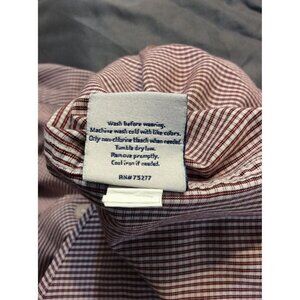 Wash before wearing.
Machine wash cold with like colors.
Only non-chlorine bleach when needed.
Tumble dry low.
Remove promptly.
Cool iron if needed.
RN#75277